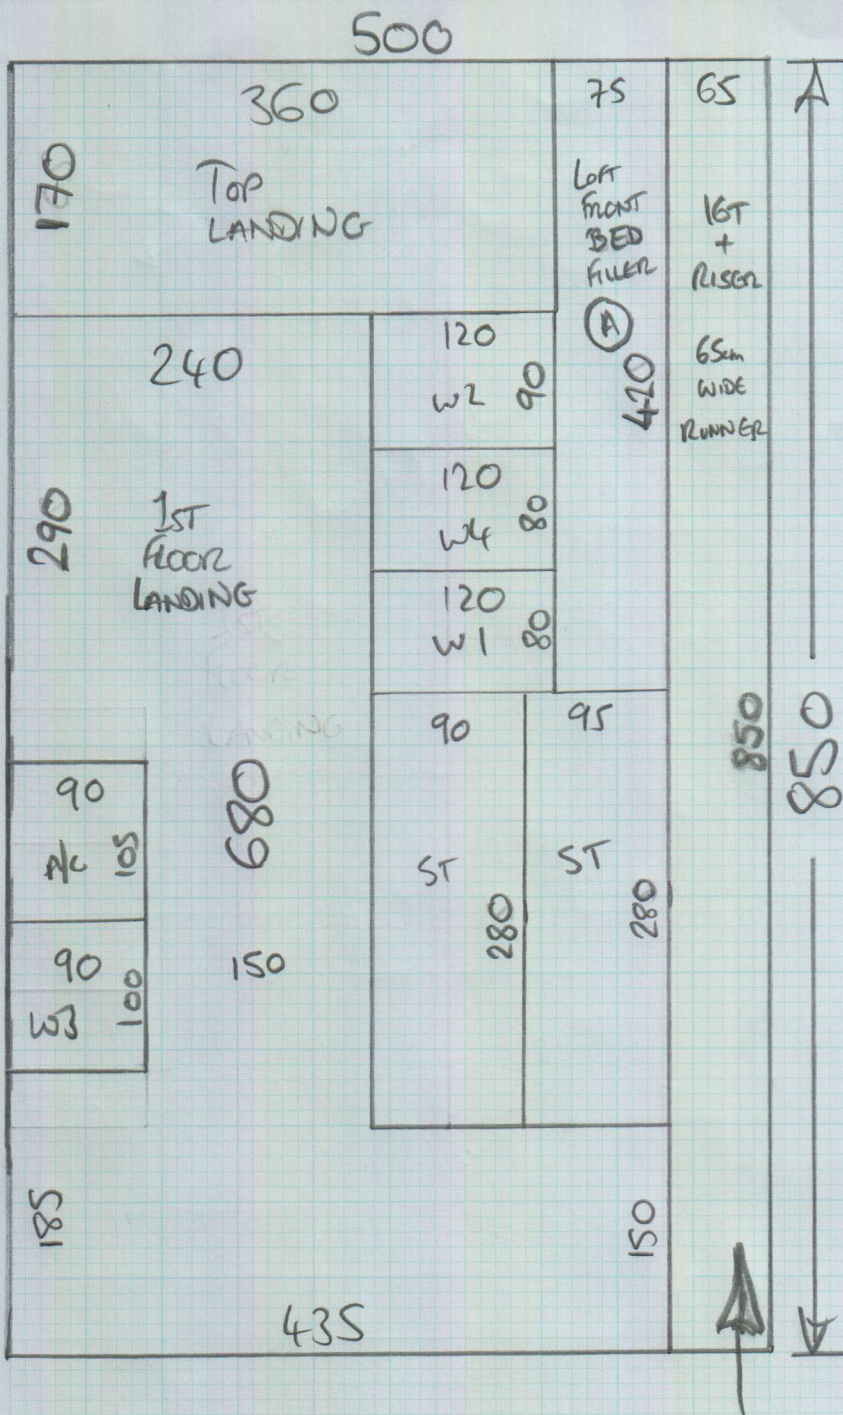 500
360
75
65
170
TOP
LANDING
LOFT
FRONT
BED
FILLER
A
420
1GT
+
RISER
65cm
WIDE
RUNNER
240
120
W2
90
120
W4
80
120
W1
80
290
1ST
FLOOR
LANDING
LANDING
90
95
850
850
90
A/C
105
680
ST
280
ST
280
90
W3
100
150
185
150
435